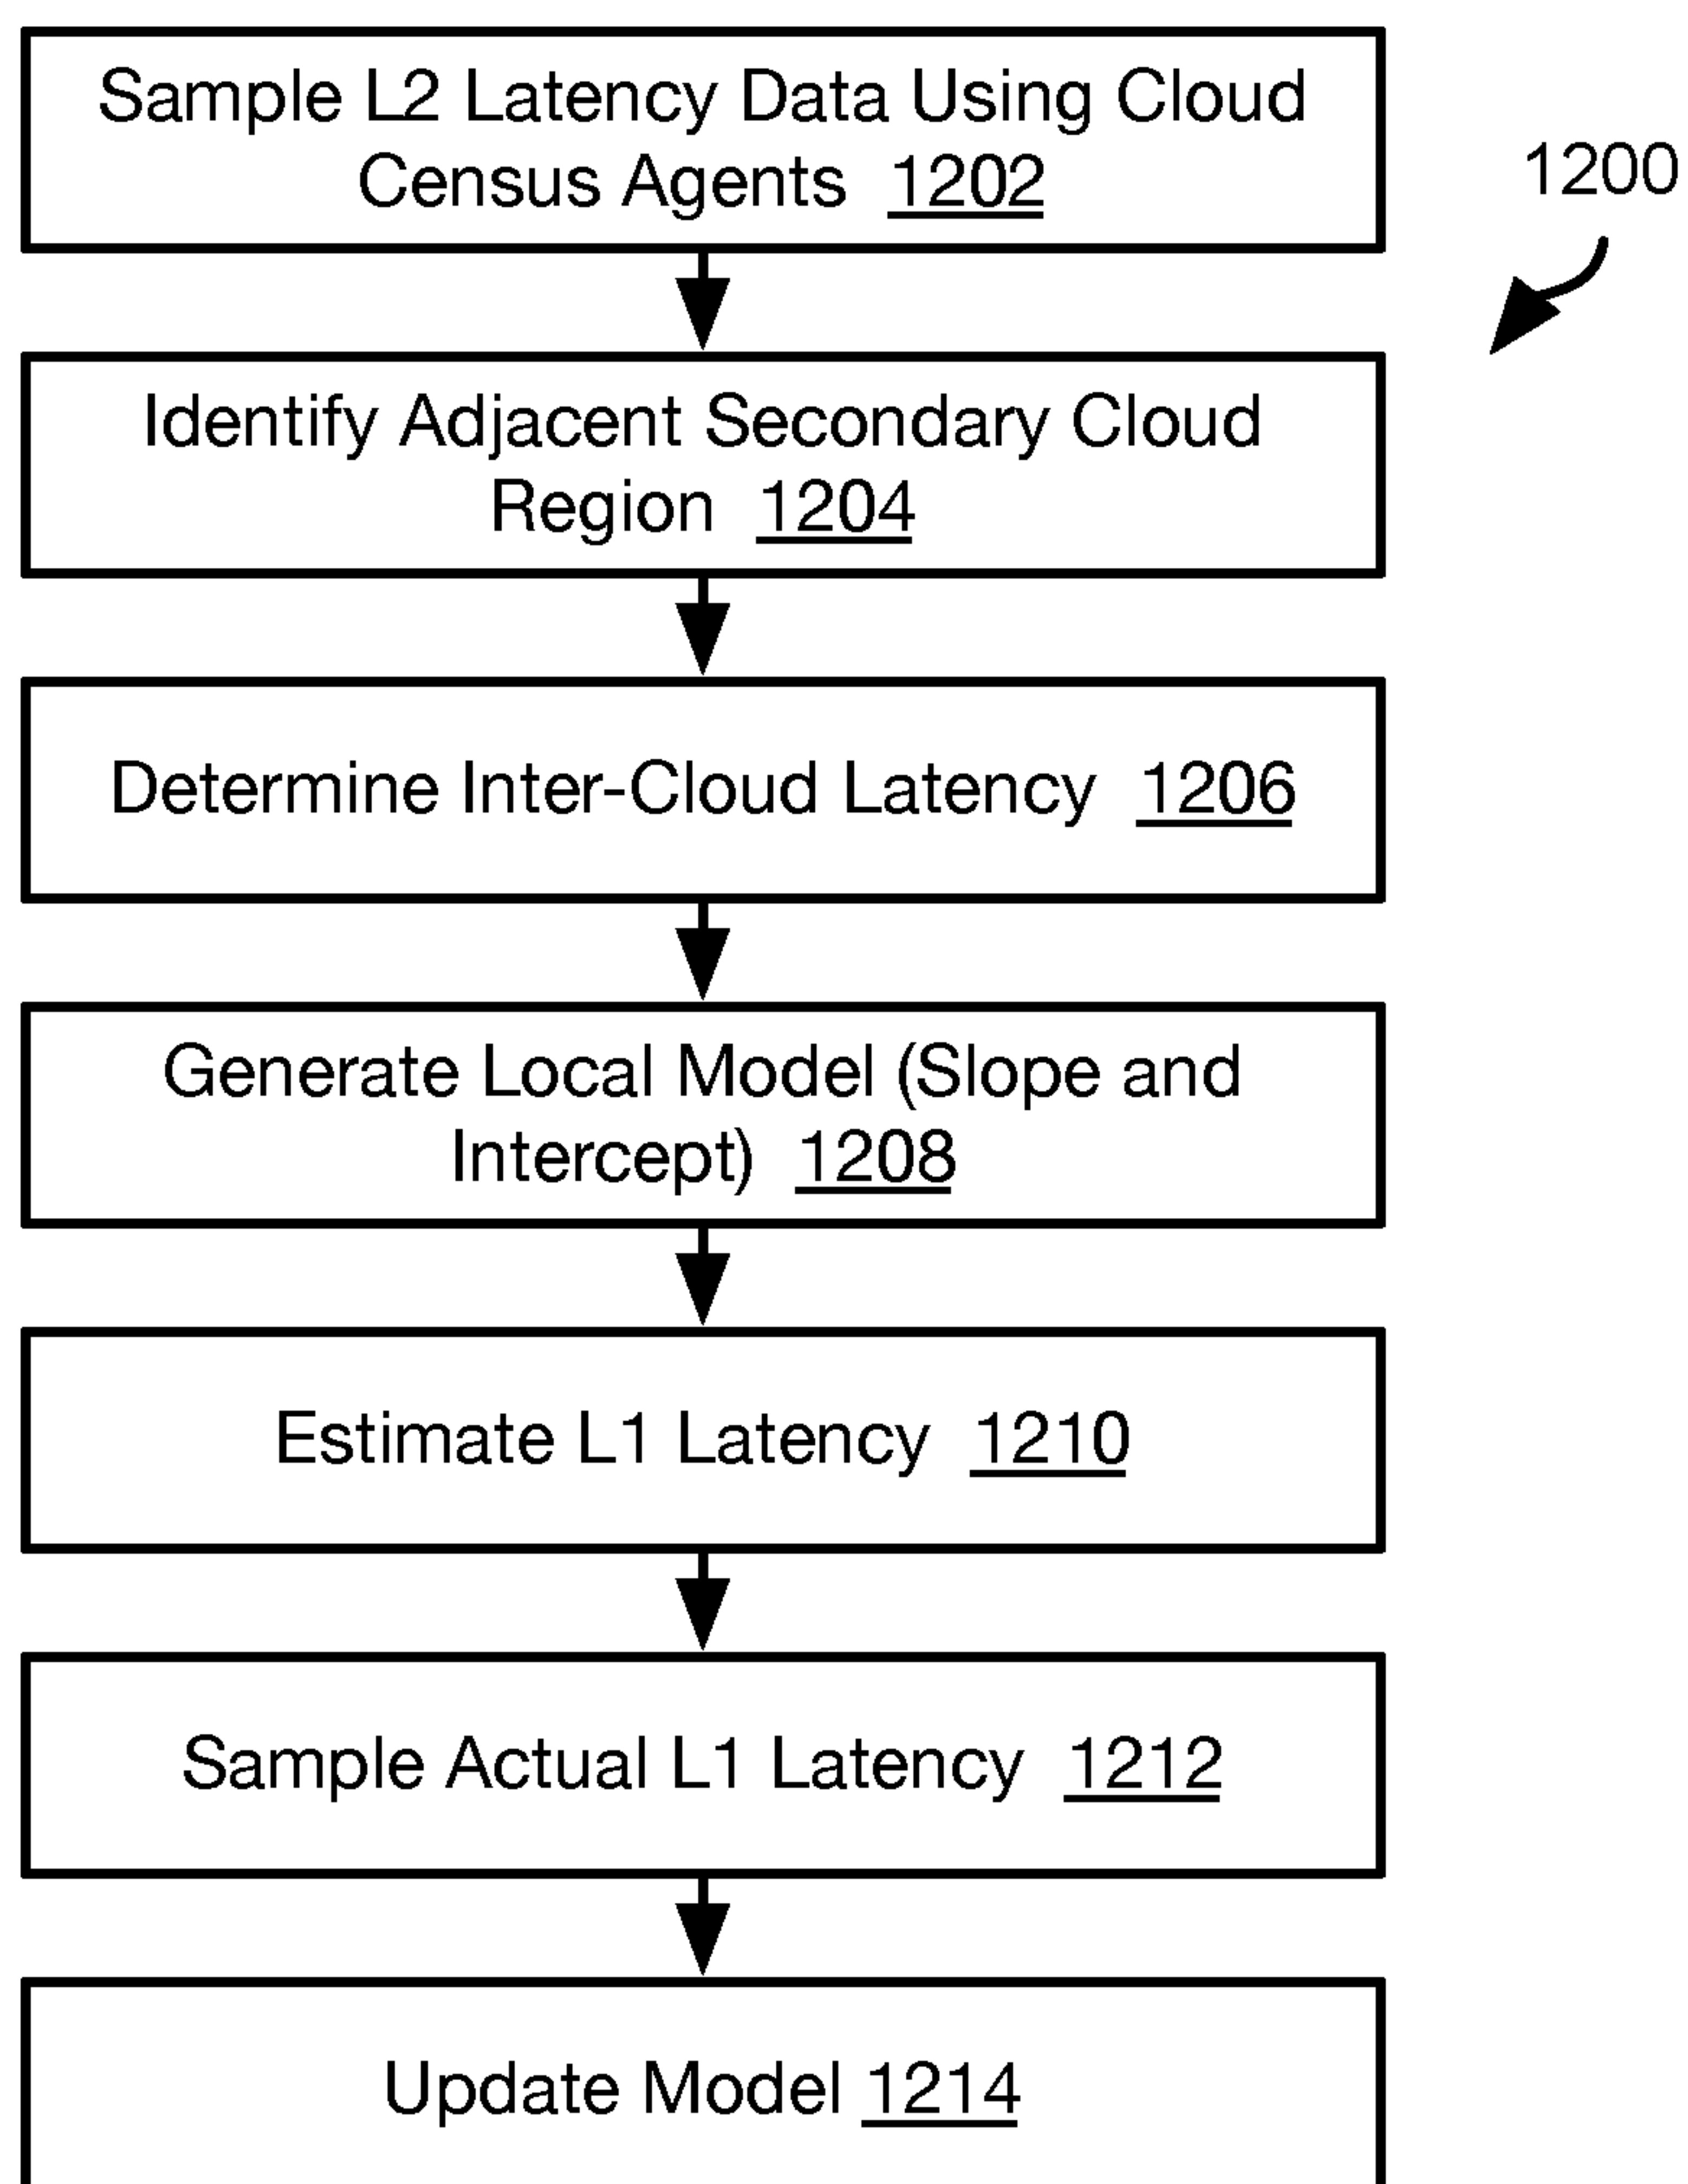 Sample L2 Latency Data Using Cloud
Census Agents 1202
1200
Identify Adjacent Secondary Cloud
Region 1204
Determine Inter-Cloud Latency 1206
Generate Local Model (Slope and
Intercept) 1208
Estimate L1 Latency 1210
Sample Actual L1 Latency 1212
Update Model 1214